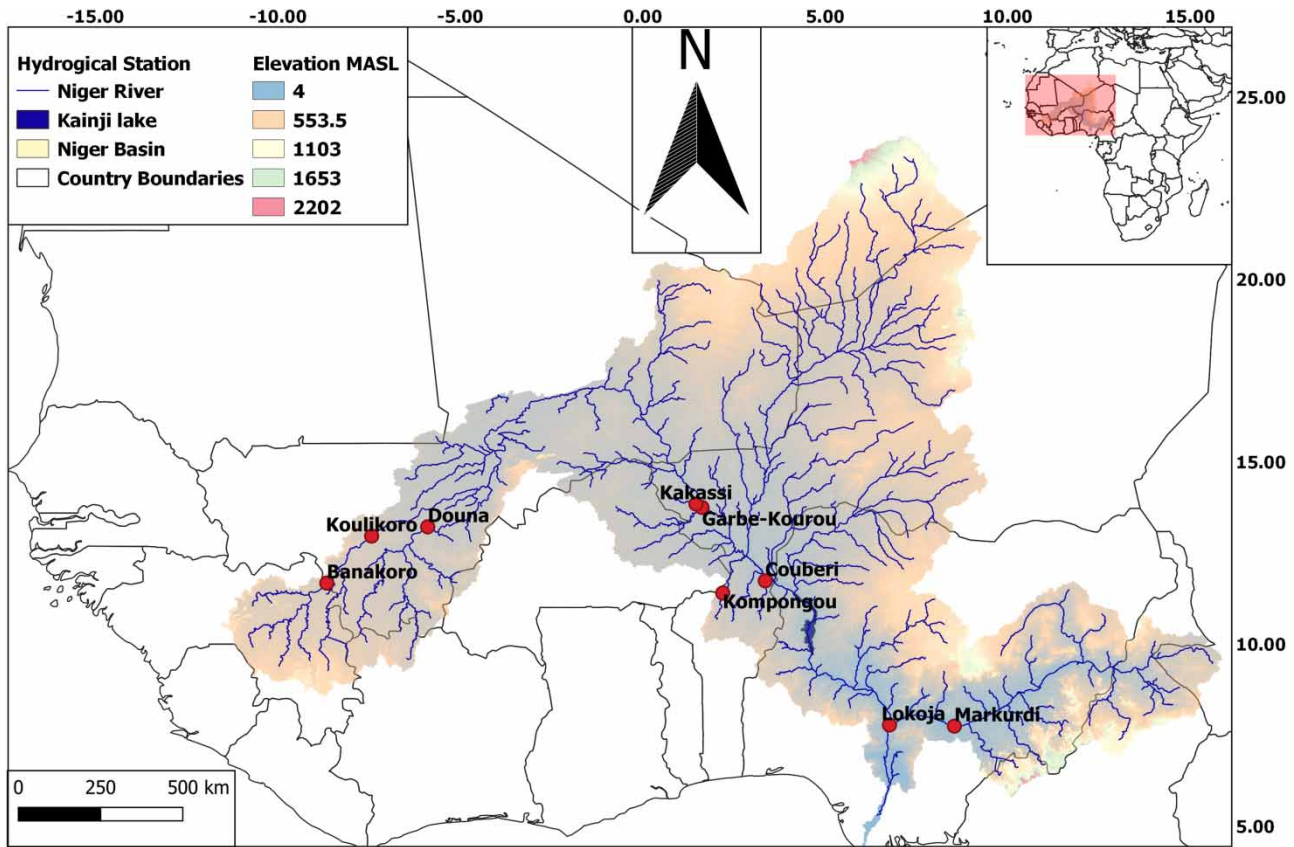 -15.00 -10.00 -5.00 0.00 5.00 10.00 15.00
Hydrogical Station
Niger River
Kainji lake
Niger Basin
Country Boundaries
Elevation MASL
4
553.5
1103
1653
2202
N
25.00
20.00
15.00
10.00
5.00
Kakassi
Garbe-Kourou
Koulikoro
Douna
Banakoro
Couberi
Kompongou
Lokoja
Markurdi
0 250 500 km